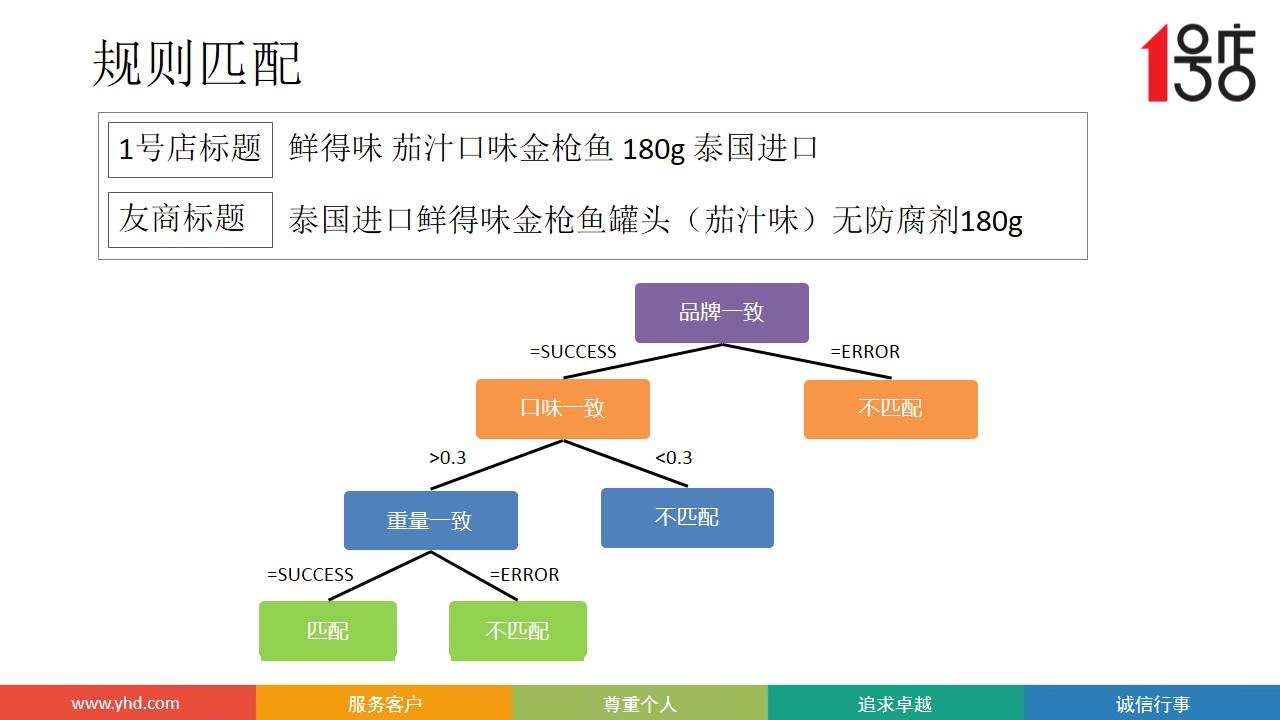 规则匹配
1号店
1号店标题 鲜得味 茄汁口味金枪鱼 180g 泰国进口
友商标题 泰国进口鲜得味金枪鱼罐头（茄汁味）无防腐剂180g
品牌一致
=SUCCESS =ERROR
口味一致 不匹配
>0.3 <0.3
重量一致 不匹配
=SUCCESS =ERROR
匹配 不匹配
www.yhd.com 服务客户 尊重个人 追求卓越 诚信行事